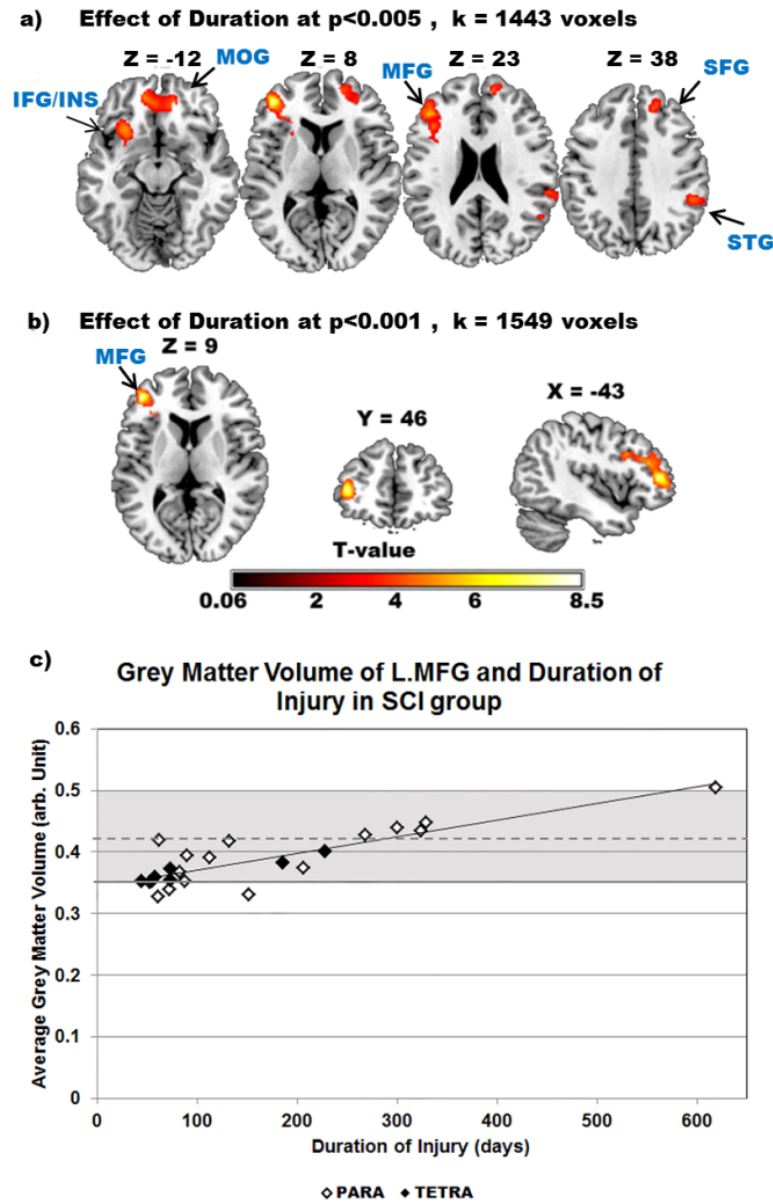 a) Effect of Duration at p<0.005 , k = 1443 voxels
Z = -12 MOG Z = 8 Z = 23 Z = 38
IFG/INS MFG SFG
STG
b) Effect of Duration at p<0.001 , k = 1549 voxels
MFG Z = 9
Y = 46 X = -43
T-value
0.06 2 4 6 8.5
c)
Grey Matter Volume of L.MFG and Duration of
Injury in SCI group
Average Grey Matter Volume (arb. Unit)
0.6
0.5
0.4
0.3
0.2
0.1
0
0 100 200 300 400 500 600
Duration of Injury (days)
PARA TETRA